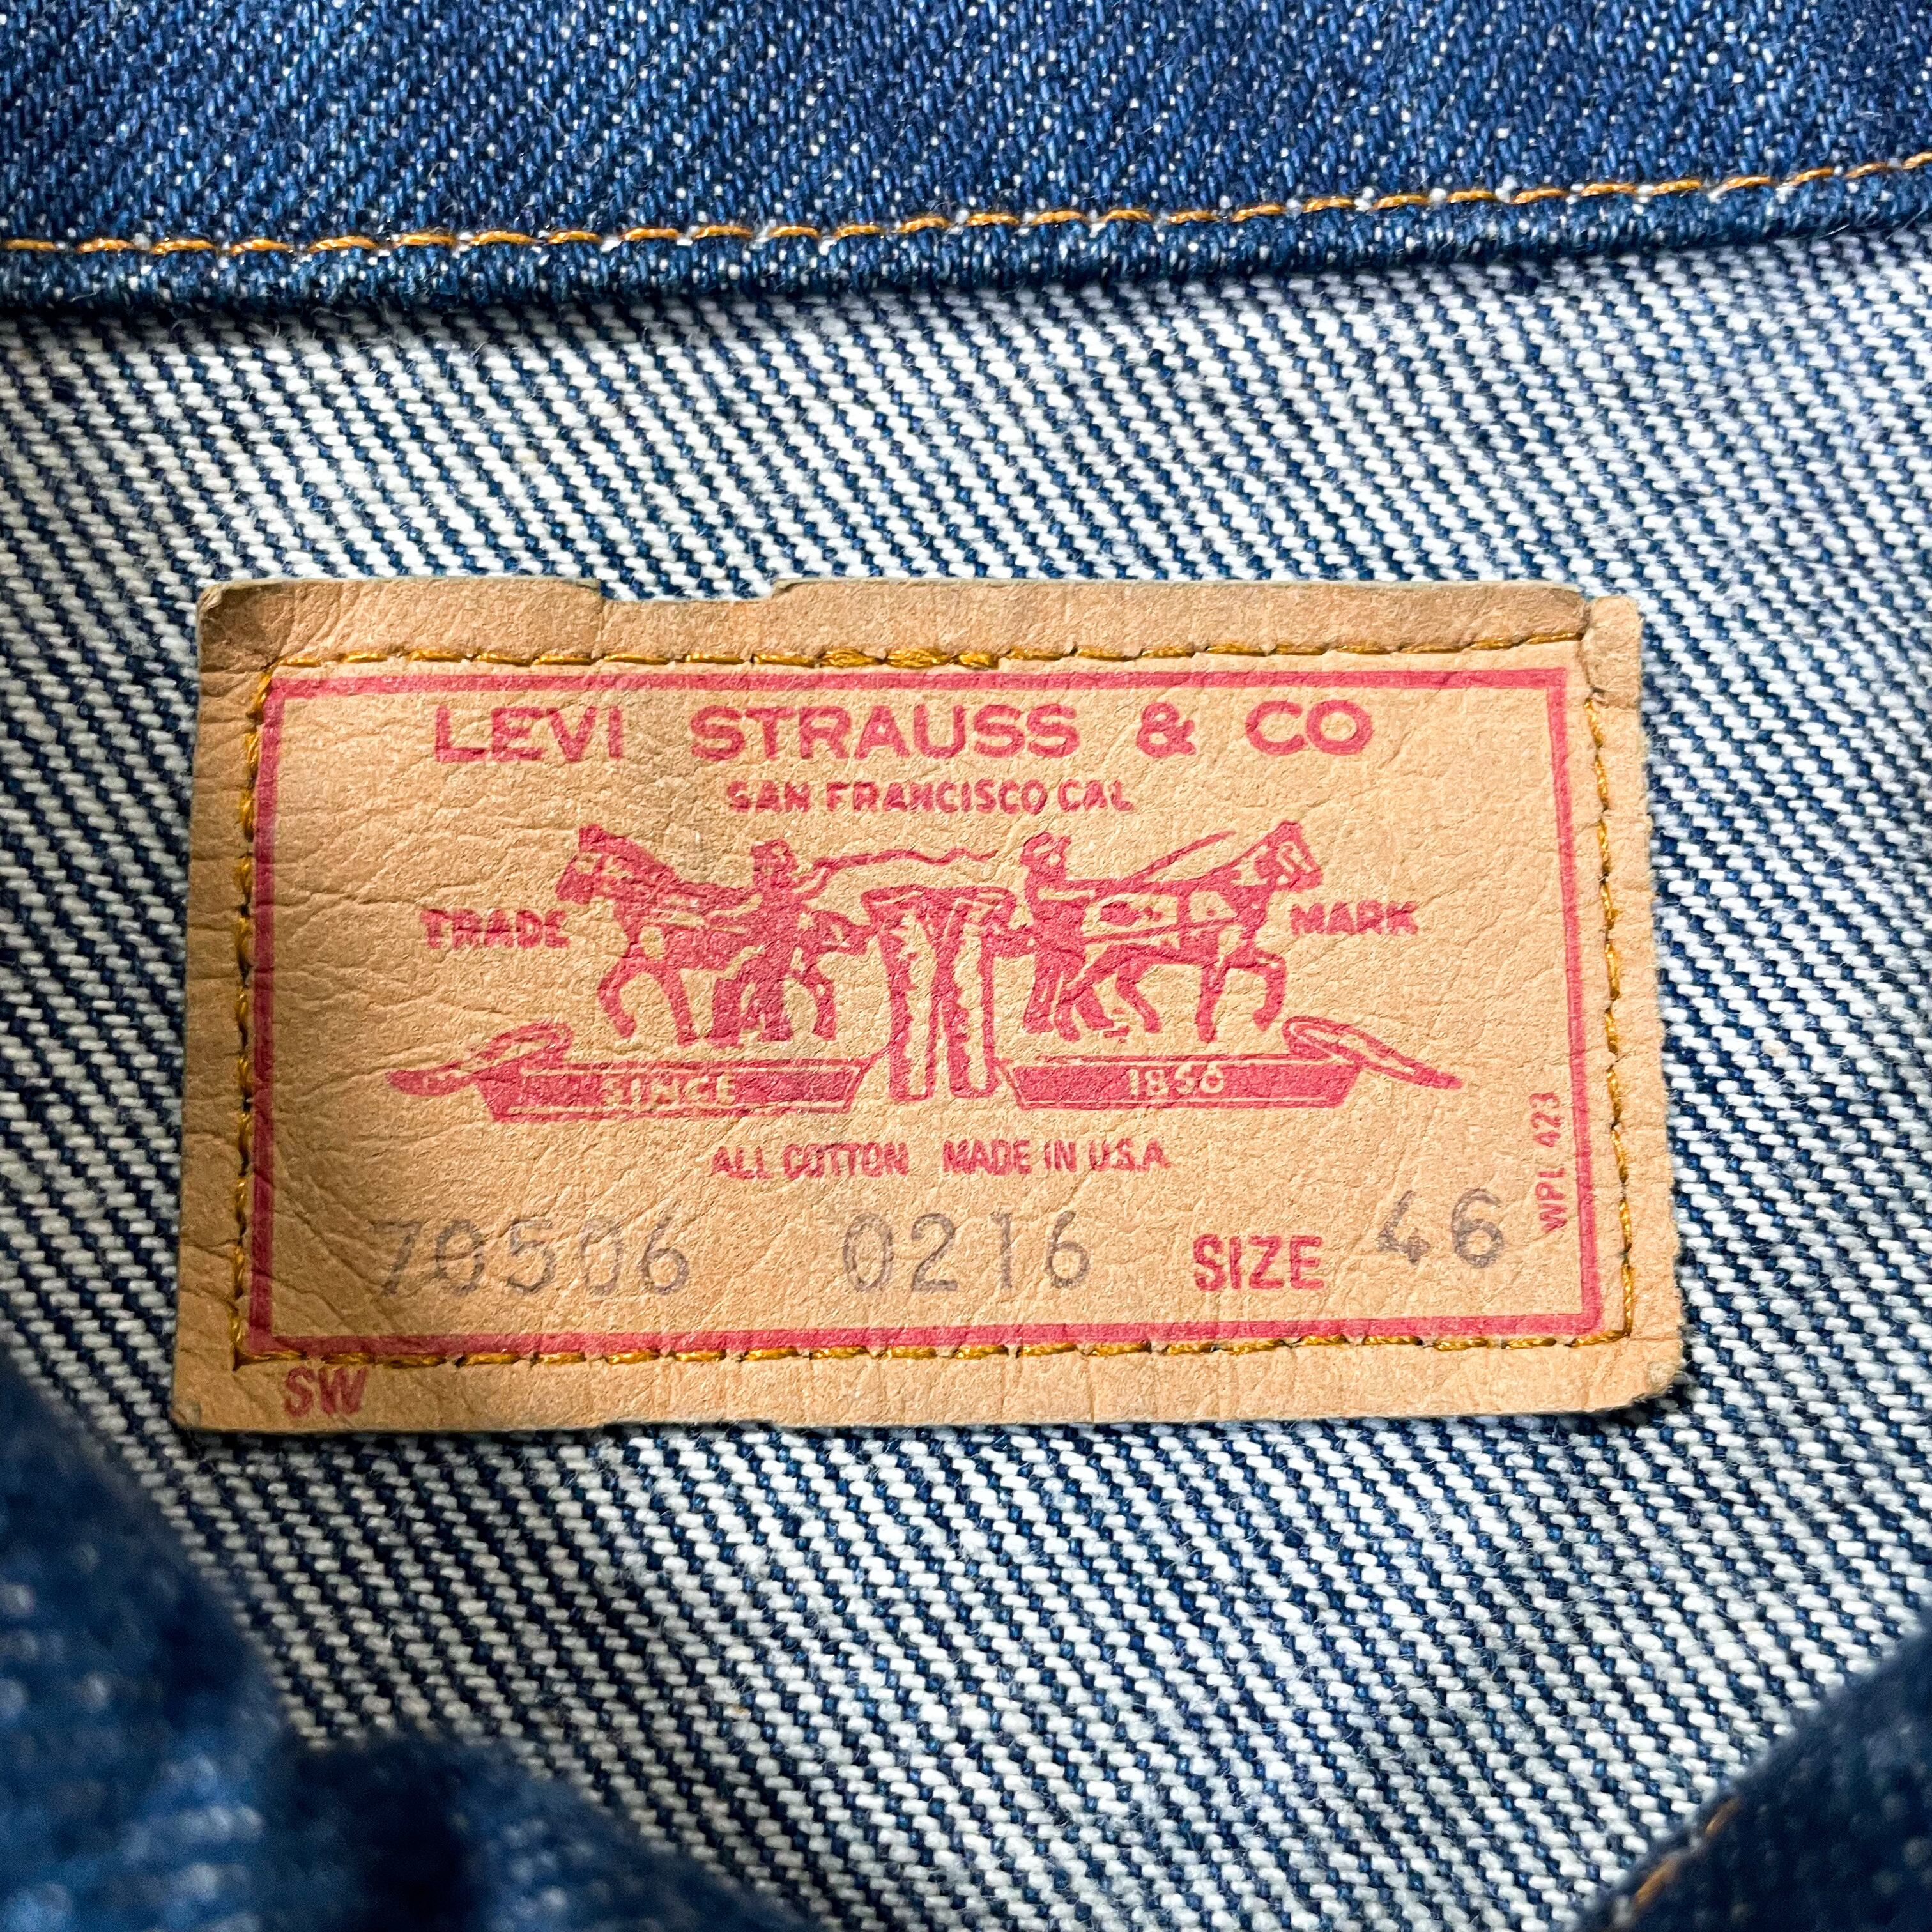 LEVI STRAUSS & CO
SAN FRANCISCO CAL
TRADE MARK
SINCE 1850
ALL COTTON MADE IN U.S.A.
WPL 423
70506 0216 SIZE 46
SW